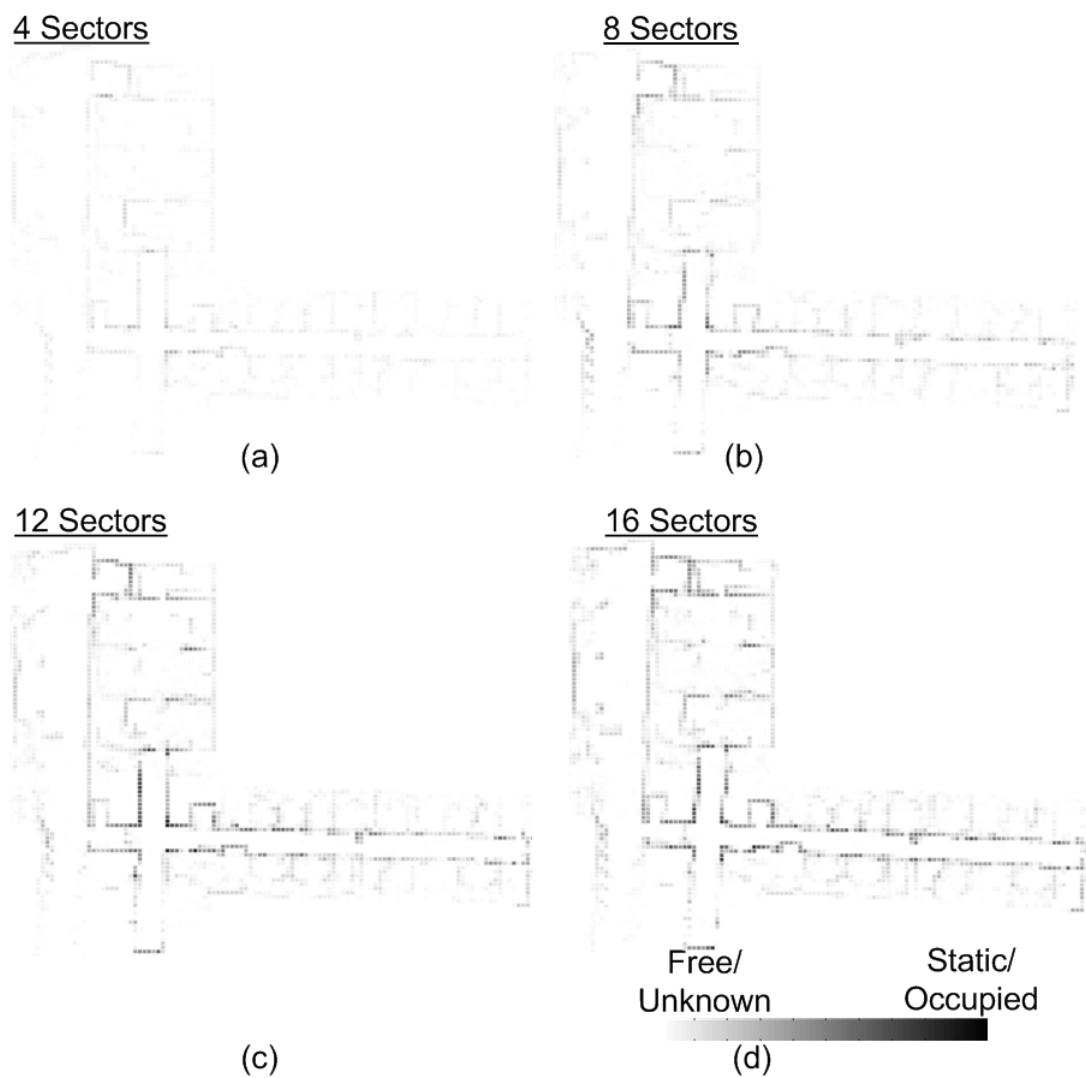 4 Sectors
8 Sectors
(a)
(b)
12 Sectors
16 Sectors
Free/
Unknown
Static/
Occupied
(c)
(d)